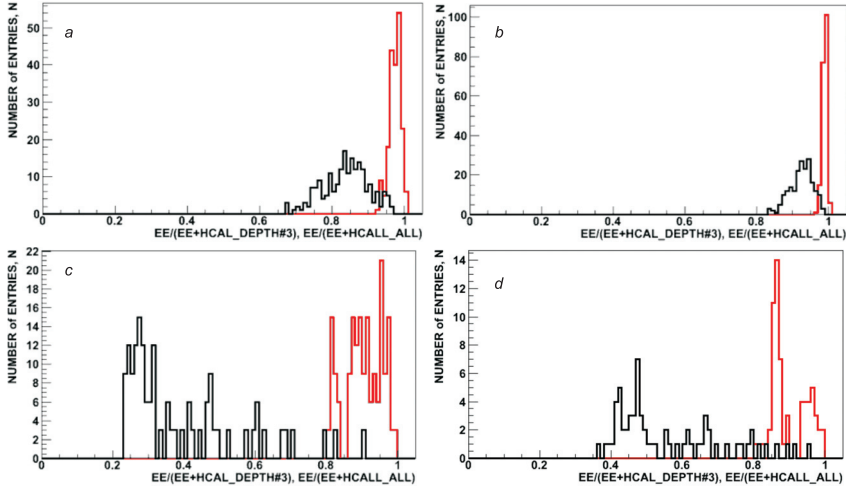 NUMBER of ENTRIES, N
50
40
30
20
10
0
a
0 0.2 0.4 0.6 0.8 1
EE/(EE+HCAL_DEPTH#3), EE/(EE+HCALL_ALL)
NUMBER of ENTRIES, N
100
80
60
40
20
0
b
0 0.2 0.4 0.6 0.8 1
EE/(EE+HCAL_DEPTH#3), EE/(EE+HCALL_ALL)
NUMBER of ENTRIES, N
22
20
18
16
14
12
10
8
6
4
2
0
c
0 0.2 0.4 0.6 0.8 1
EE/(EE+HCAL_DEPTH#3), EE/(EE+HCALL_ALL)
NUMBER of ENTRIES, N
14
12
10
8
6
4
2
0
d
0 0.2 0.4 0.6 0.8 1
EE/(EE+HCAL_DEPTH#3), EE/(EE+HCALL_ALL)